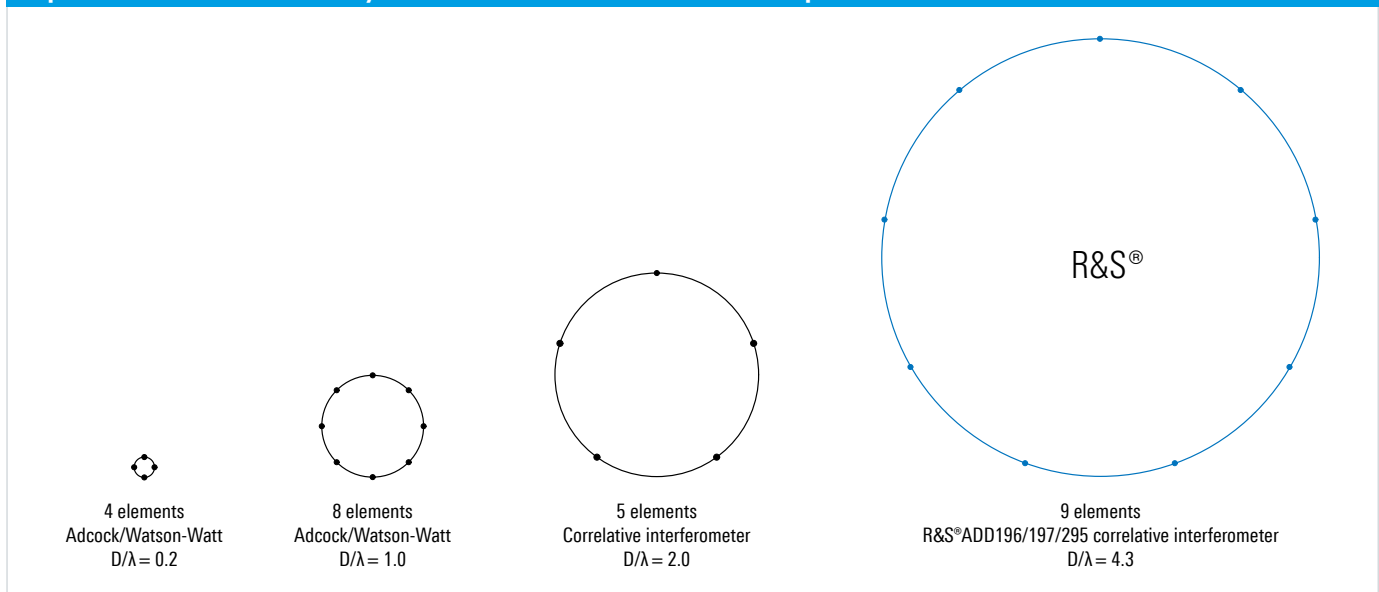 R&S®
4 elements
Adcock/Watson-Watt
D/λ = 0.2
8 elements
Adcock/Watson-Watt
D/λ = 1.0
5 elements
Correlative interferometer
D/λ = 2.0
9 elements
R&S®ADD196/197/295 correlative interferometer
D/λ = 4.3